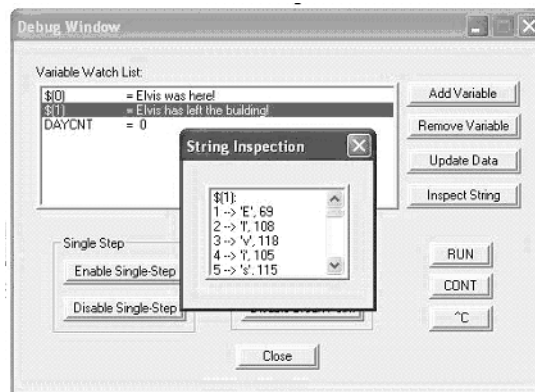 Debug Window
Variable Watch List:
$(0) = Elvis was here!
$(1) = Elvis has left the building!
DAYCNT = 0
Add Variable
Remove Variable
Update Data
Inspect String
String Inspection
$(1):
1 --> 'E', 69
2 --> 'l', 108
3 --> 'v', 118
4 --> 'i', 105
5 --> 's', 115
Single Step
Enable Single-Step
Disable Single-Step
RUN
CONT
^C
Close